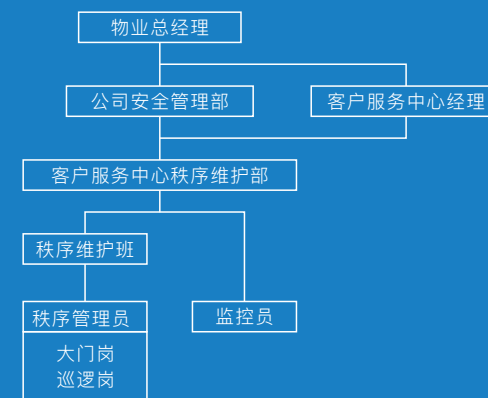 物业总经理
公司安全管理部
客户服务中心经理
客户服务中心秩序维护部
秩序维护班
秩序管理员
监控员
大门岗
巡逻岗